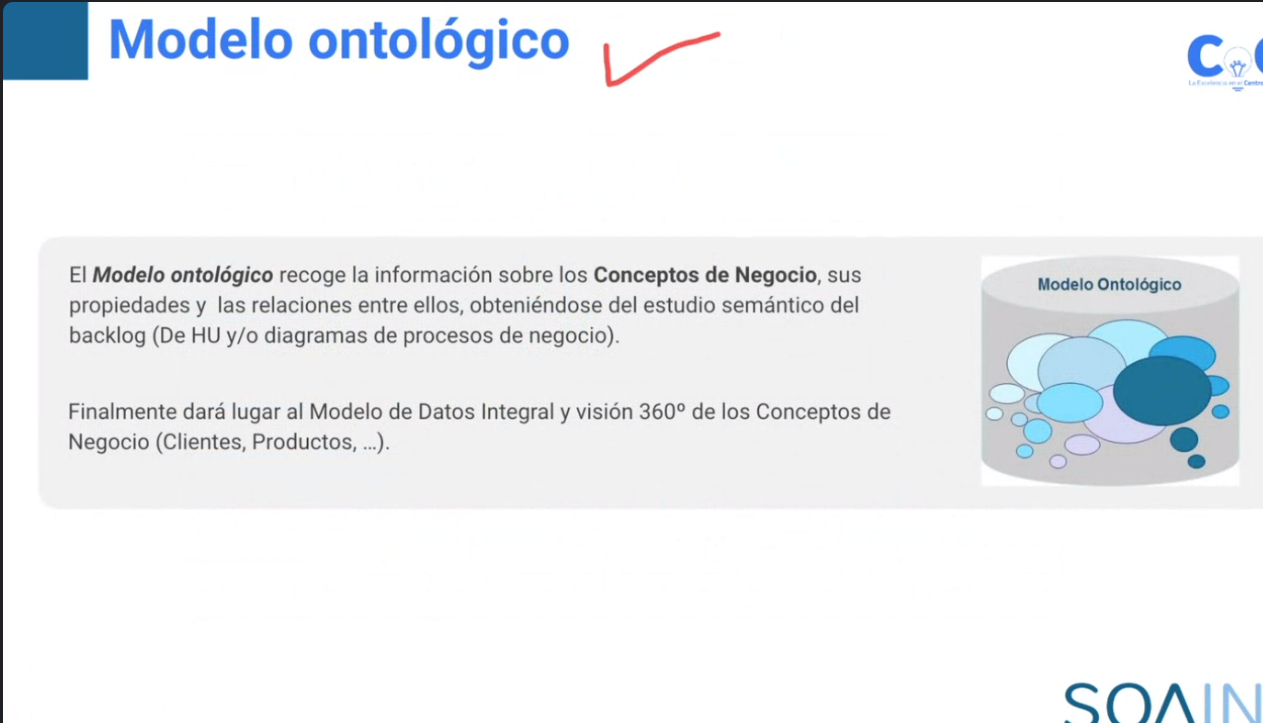 Modelo ontológico
La Excelencia en el Centro
El Modelo ontológico recoge la información sobre los Conceptos de Negocio, sus
propiedades y las relaciones entre ellos, obteniéndose del estudio semántico del
backlog (De HU y/o diagramas de procesos de negocio).
Finalmente dará lugar al Modelo de Datos Integral y visión 360º de los Conceptos de
Negocio (Clientes, Productos, ...).
Modelo Ontológico
SOAIN